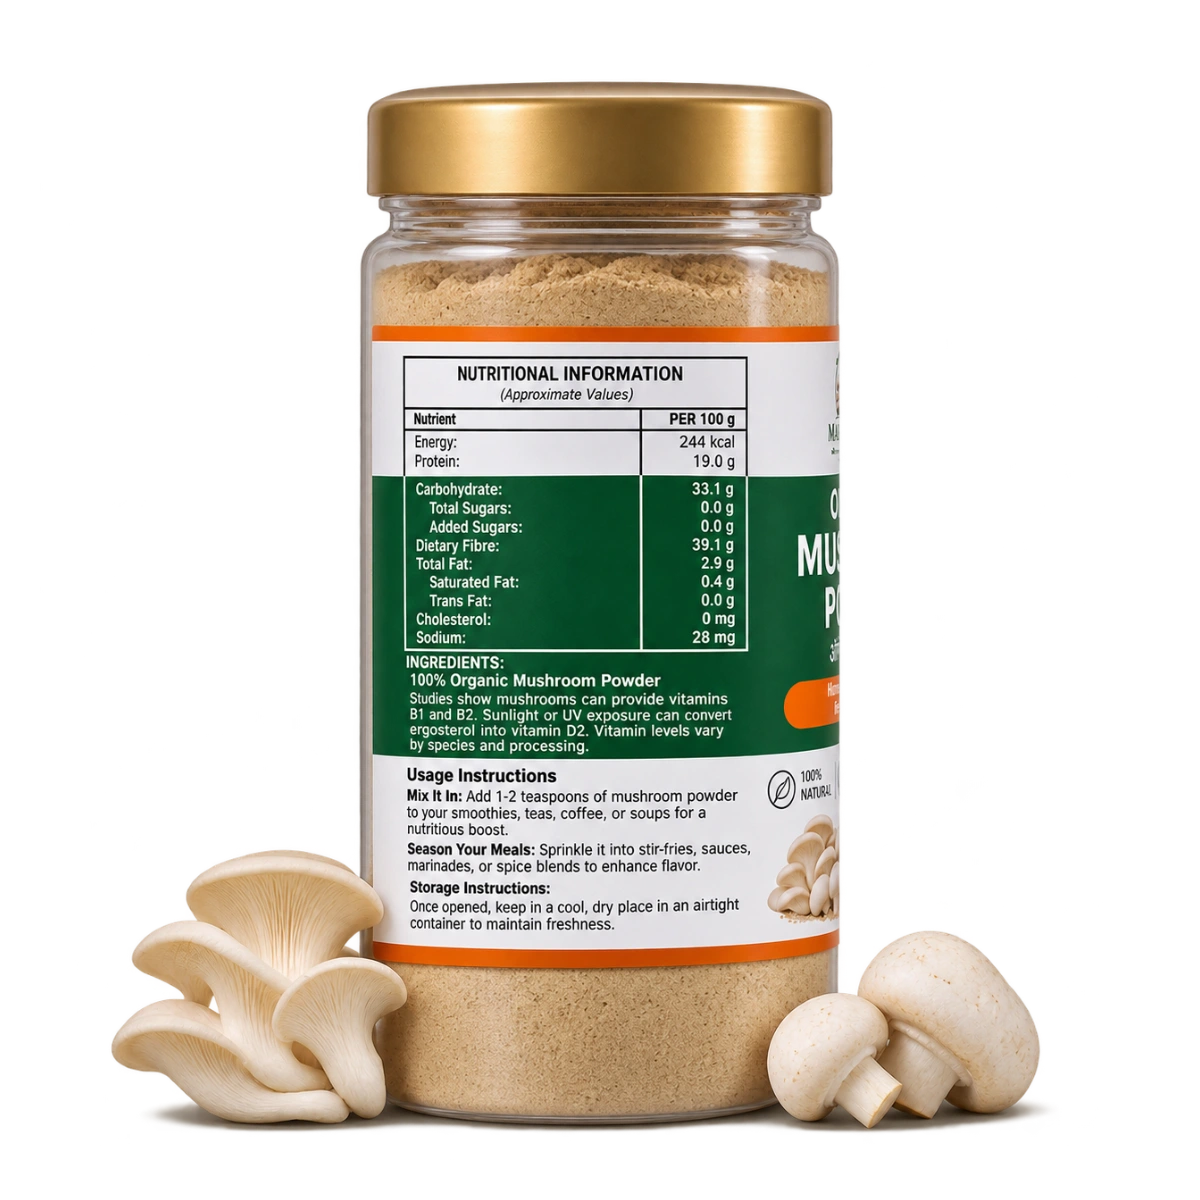 NUTRITIONAL INFORMATION
(Approximate Values)
Nutrient PER 100 g
Energy: 244 kcal
Protein: 19.0 g
Carbohydrate: 33.1 g
Total Sugars: 0.0 g
Added Sugars: 0.0 g
Dietary Fibre: 39.1 g
Total Fat: 2.9 g
Saturated Fat: 0.4 g
Trans Fat: 0.0 g
Cholesterol: 0 mg
Sodium: 28 mg
INGREDIENTS:
100% Organic Mushroom Powder
Studies show mushrooms can provide vitamins
B1 and B2. Sunlight or UV exposure can convert
ergosterol into vitamin D2. Vitamin levels vary
by species and processing.
Usage Instructions
Mix It In: Add 1-2 teaspoons of mushroom powder
to your smoothies, teas, coffee, or soups for a
nutritious boost.
Season Your Meals: Sprinkle it into stir-fries, sauces,
marinades, or spice blends to enhance flavor.
Storage Instructions:
Once opened, keep in a cool, dry place in an airtight
container to maintain freshness.
MUS
100%
NATURAL